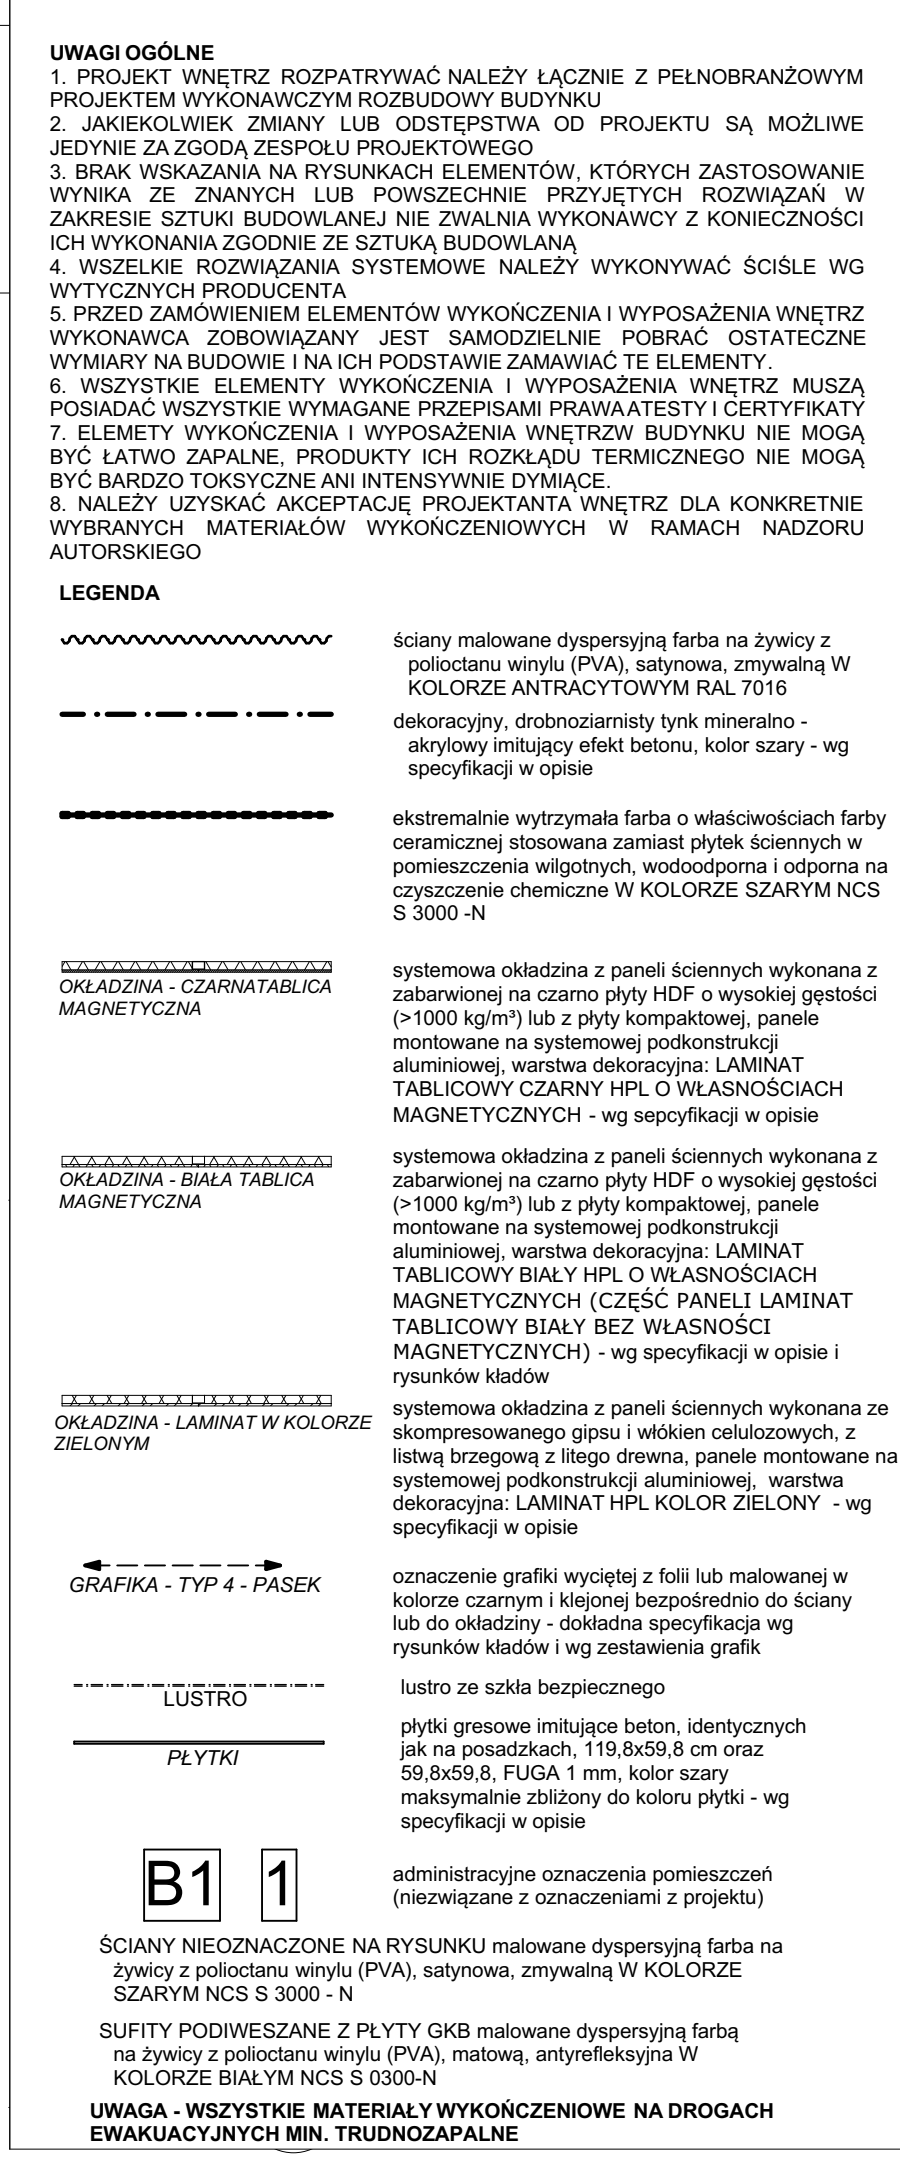 UWAGI OGÓLNE
1. PROJEKT WNĘTRZ ROZPATRYWAĆ NALEŻY ŁĄCZNIE Z PEŁNOBRANŻOWYM
PROJEKTEM WYKONAWCZYM ROZBUDOWY BUDYNKU
2. JAKIEKOLWIEK ZMIANY LUB ODSTĘPSTWA OD PROJEKTU SĄ MOŻLIWE
JEDYNIE ZA ZGODĄ ZESPOŁU PROJEKTOWEGO
3. BRAK WSKAZANIA NA RYSUNKACH ELEMENTÓW, KTÓRYCH ZASTOSOWANIE
WYNIKA ZE ZNANYCH LUB POWSZECHNIE PRZYJĘTYCH ROZWIĄZAŃ W
ZAKRESIE SZTUKI BUDOWLANEJ NIE ZWALNIA WYKONAWCY Z KONIECZNOŚCI
ICH WYKONANIA ZGODNIE ZE SZTUKĄ BUDOWLANĄ
4. WSZELKIE ROZWIĄZANIA SYSTEMOWE NALEŻY WYKONYWAĆ ŚCIŚLE WG
WYTYCZNYCH PRODUCENTA
5. PRZED ZAMÓWIENIEM ELEMENTÓW WYKOŃCZENIA I WYPOSAŻENIA WNĘTRZ
WYKONAWCA ZOBOWIĄZANY JEST SAMODZIELNIE POBRAĆ OSTATECZNE
WYMIARY NA BUDOWIE I NA ICH PODSTAWIE ZAMAWIAĆ TE ELEMENTY.
6. WSZYSTKIE ELEMENTY WYKOŃCZENIA I WYPOSAŻENIA WNĘTRZ MUSZĄ
POSIADAĆ WSZYSTKIE WYMAGANE PRZEPISAMI PRAWA ATESTY I CERTYFIKATY
7. ELEMETY WYKOŃCZENIA I WYPOSAŻENIA WNĘTRZW BUDYNKU NIE MOGĄ
BYĆ ŁATWO ZAPALNE, PRODUKTY ICH ROZKŁĄDU TERMICZNEGO NIE MOGĄ
BYĆ BARDZO TOKSYCZNE ANI INTENSYWNIE DYMIĄCE.
8. NALEŻY UZYSKAĆ AKCEPTACJĘ PROJEKTANTA WNĘTRZ DLA KONKRETNIE
WYBRANYCH MATERIAŁÓW WYKOŃCZENIOWYCH W RAMACH NADZORU
AUTORSKIEGO
LEGENDA
ściany malowane dyspersyjną farba na żywicy z
polioctanu winylu (PVA), satynowa, zmywalną W
KOLORZE ANTRACYTOWYM RAL 7016
dekoracyjny, drobnoziarnisty tynk mineralno -
akrylowy imitujący efekt betonu, kolor szary - wg
specyfikacji w opisie
ekstremalnie wytrzymała farba o właściwościach farby
ceramicznej stosowana zamiast płytek ściennych w
pomieszczenia wilgotnych, wodoodporna i odporna na
czyszczenie chemiczne W KOLORZE SZARYM NCS
S 3000 -N
OKŁADZINA - CZARNA TABLICA
MAGNETYCZNA
systemowa okładzina z paneli ściennych wykonana z
zabarwionej na czarno płyty HDF o wysokiej gęstości
(>1000 kg/m³) lub z płyty kompaktowej, panele
montowane na systemowej podkonstrukcji
aluminiowej, warstwa dekoracyjna: LAMINAT
TABLICOWY CZARNY HPL O WŁASNOŚCIACH
MAGNETYCZNYCH - wg sepcyfikacji w opisie
OKŁADZINA - BIAŁA TABLICA
MAGNETYCZNA
systemowa okładzina z paneli ściennych wykonana z
zabarwionej na czarno płyty HDF o wysokiej gęstości
(>1000 kg/m³) lub z płyty kompaktowej, panele
montowane na systemowej podkonstrukcji
aluminiowej, warstwa dekoracyjna: LAMINAT
TABLICOWY BIAŁY HPL O WŁASNOŚCIACH
MAGNETYCZNYCH (CZĘŚĆ PANELI LAMINAT
TABLICOWY BIAŁY BEZ WŁASNOŚCI
MAGNETYCZNYCH) - wg specyfikacji w opisie i
rysunków kładów
OKŁADZINA - LAMINAT W KOLORZE
ZIELONYM
systemowa okładzina z paneli ściennych wykonana ze
skompresowanego gipsu i włókien celulozowych, z
listwą brzegową z litego drewna, panele montowane na
systemowej podkonstrukcji aluminiowej, warstwa
dekoracyjna: LAMINAT HPL KOLOR ZIELONY - wg
specyfikacji w opisie
GRAFIKA - TYP 4 - PASEK
oznaczenie grafiki wyciętej z folii lub malowanej w
kolorze czarnym i klejonej bezpośrednio do ściany
lub do okładziny - dokładna specyfikacja wg
rysunków kładów i wg zestawienia grafik
LUSTRO
lustro ze szkła bezpiecznego
PŁYTKI
płytki gresowe imitujące beton, identycznych
jak na posadzkach, 119,8x59,8 cm oraz
59,8x59,8, FUGA 1 mm, kolor szary
maksymalnie zbliżony do koloru płytki - wg
specyfikacji w opisie
B1 1
administracyjne oznaczenia pomieszczeń
(niezwiązane z oznaczeniami z projektu)
ŚCIANY NIEOZNACZONE NA RYSUNKU malowane dyspersyjną farba na
żywicy z polioctanu winylu (PVA), satynowa, zmywalną W KOLORZE
SZARYM NCS S 3000 - N
SUFITY PODIWESZANE Z PŁYTY GKB malowane dyspersyjną farbą
na żywicy z polioctanu winylu (PVA), matową, antyrefleksyjna W
KOLORZE BIAŁYM NCS S 0300-N
UWAGA - WSZYSTKIE MATERIAŁY WYKOŃCZENIOWE NA DROGACH
EWAKUACYJNYCH MIN. TRUDNOZAPALNE